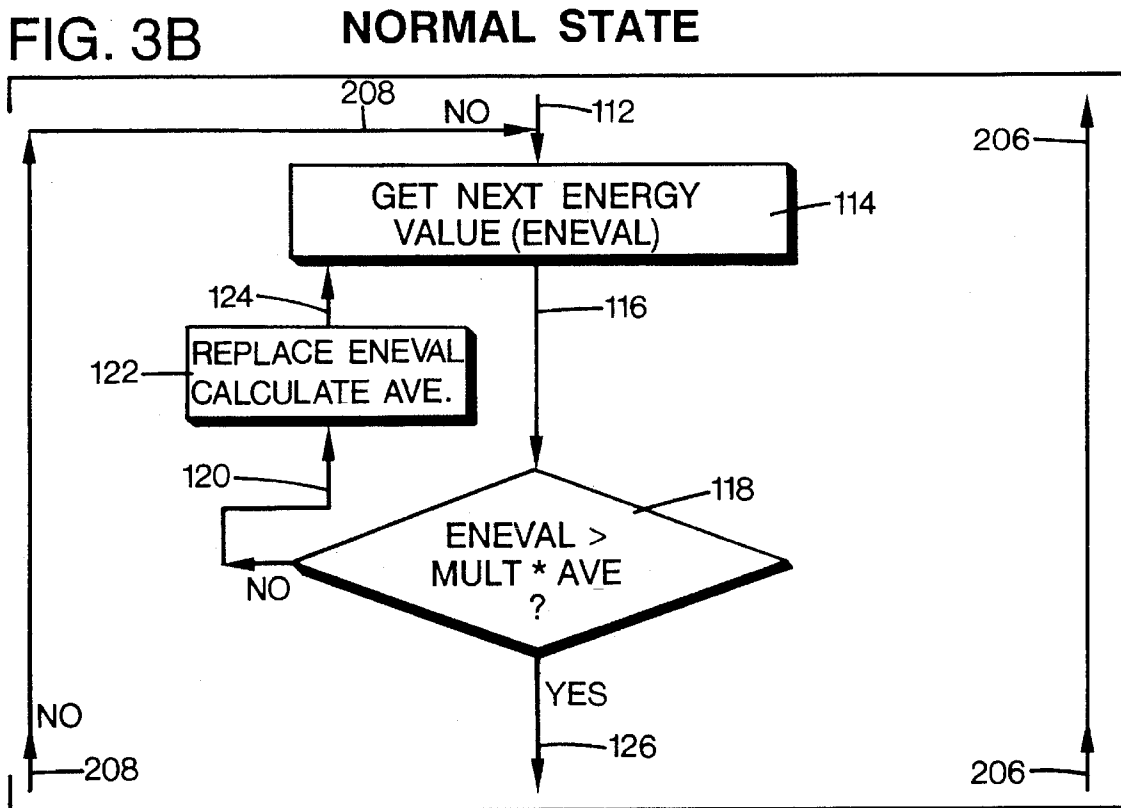 FIG. 3B
NORMAL STATE
208
NO
112
206
GET NEXT ENERGY
VALUE (ENEVAL)
114
124
116
REPLACE ENEVAL
CALCULATE AVE.
122
120
118
ENEVAL >
MULT * AVE
?
NO
YES
NO
126
208
206